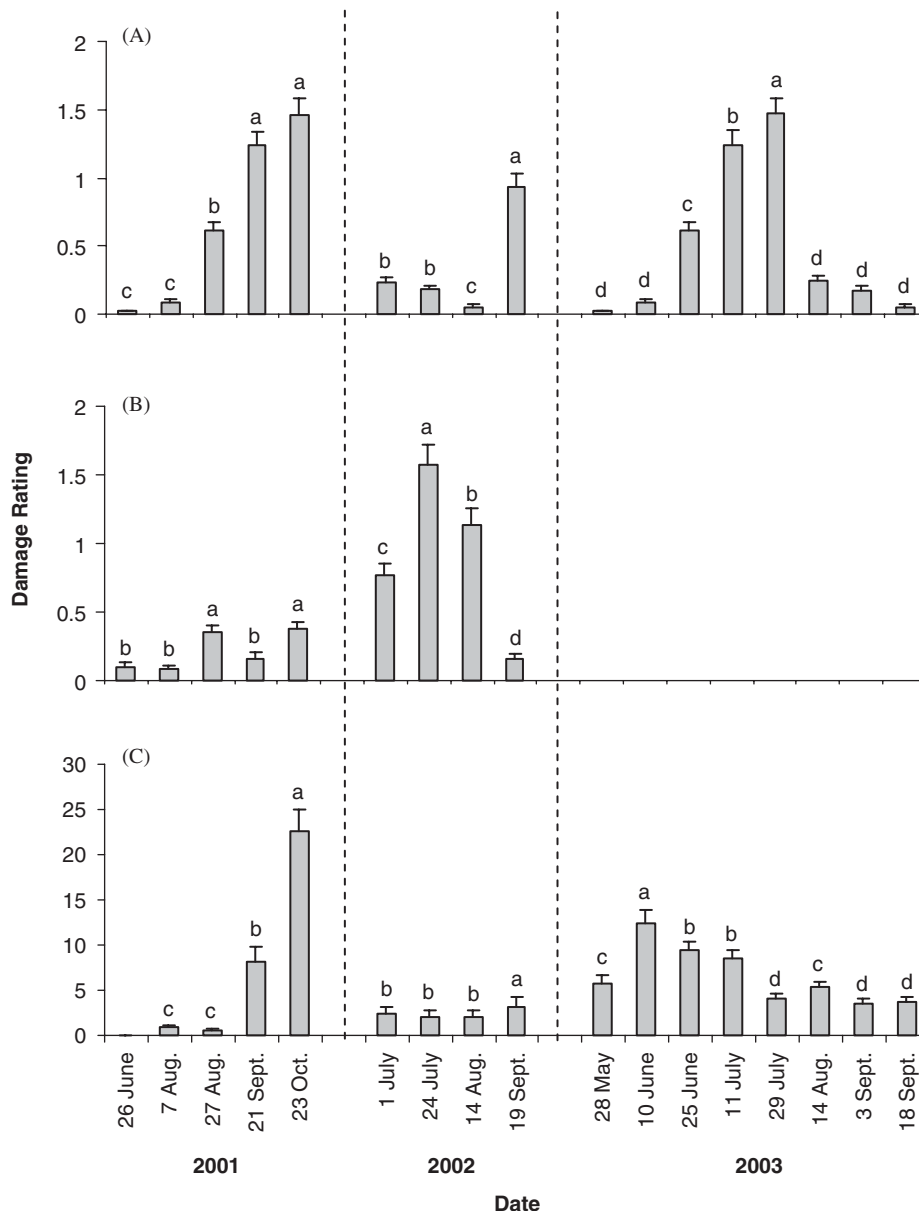 (A)
2
1.5
1
0.5
0
c c b a a b b c a d d c b a d d d
(B)
2
1.5
1
0.5
0
b b a b a c a b d
Damage Rating
(C)
30
25
20
15
10
5
0
c c b a b b b a c a b b d c d d
26 June
7 Aug.
27 Aug.
21 Sept.
23 Oct.
1 July
24 July
14 Aug.
19 Sept.
28 May
10 June
25 June
11 July
29 July
14 Aug.
3 Sept.
18 Sept.
2001 2002 2003
Date